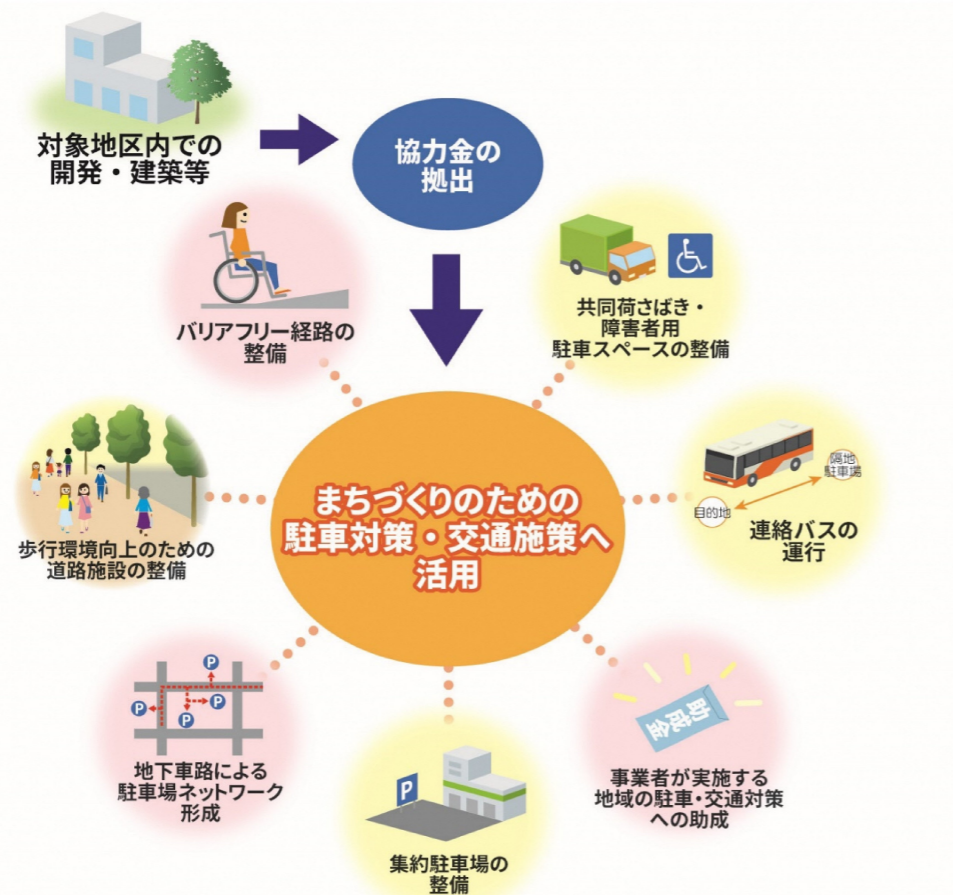 対象地区内での
開発・建築等
協力金の
拠出
バリアフリー経路の
整備
共同荷さばき・
障害者用
駐車スペースの整備
歩行環境向上のための
道路施設の整備
まちづくりのための
駐車対策・交通施策へ
活用
隔地
駐車場
目的地
連絡バスの
運行
P
P
P
P
地下車路による
駐車場ネットワーク
形成
P
集約駐車場の
整備
助成金
事業者が実施する
地域の駐車・交通対策
への助成